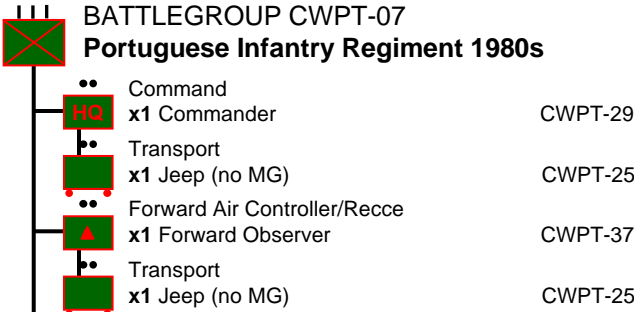 BATTLEGROUP CWPT-07
Portuguese Infantry Regiment 1980s
Command
HQ x1 Commander CWPT-29
Transport
x1 Jeep (no MG) CWPT-25
Forward Air Controller/Recce
x1 Forward Observer CWPT-37
Transport
x1 Jeep (no MG) CWPT-25